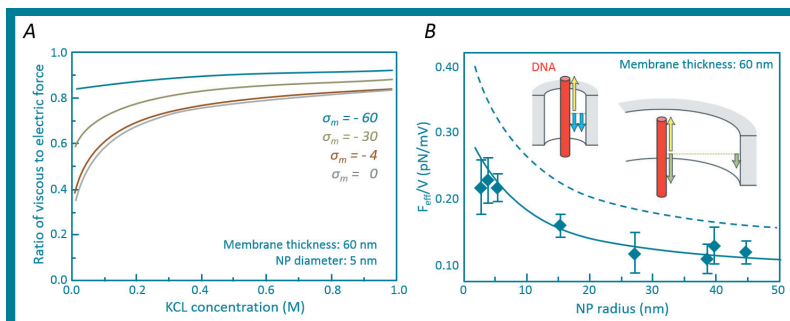 A
Ratio of viscous to electric force
1.0
0.8
0.6
0.4
0.2
0.0
0.0
0.2
0.4
0.6
0.8
1.0
KCL concentration (M)
σm = - 60
σm = - 30
σm = - 4
σm = 0
Membrane thickness: 60 nm
NP diameter: 5 nm
B
Feff/V (pN/mV)
0.40
0.30
0.20
0.10
0
10
20
30
40
50
NP radius (nm)
DNA
Membrane thickness: 60 nm